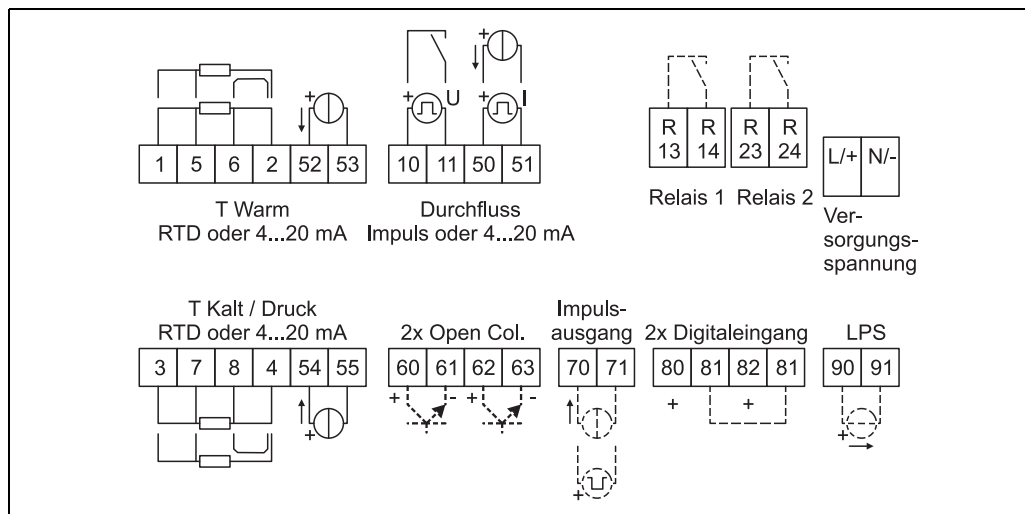 + U + I
+
1 5 6 2 52 53
10 11 50 51
R 13 R 14 R 23 R 24
L/+ N/-
T Warm
RTD oder 4...20 mA
Durchfluss
Impuls oder 4...20 mA
Relais 1 Relais 2
Ver-
sorgungs-
spannung
T Kalt / Druck
RTD oder 4...20 mA
2x Open Col.
Impuls-
ausgang
2x Digitaleingang
LPS
3 7 8 4 54 55
60 61 62 63
70 71
80 81 82 81
90 91
+
+ - + -
+
+ +
+